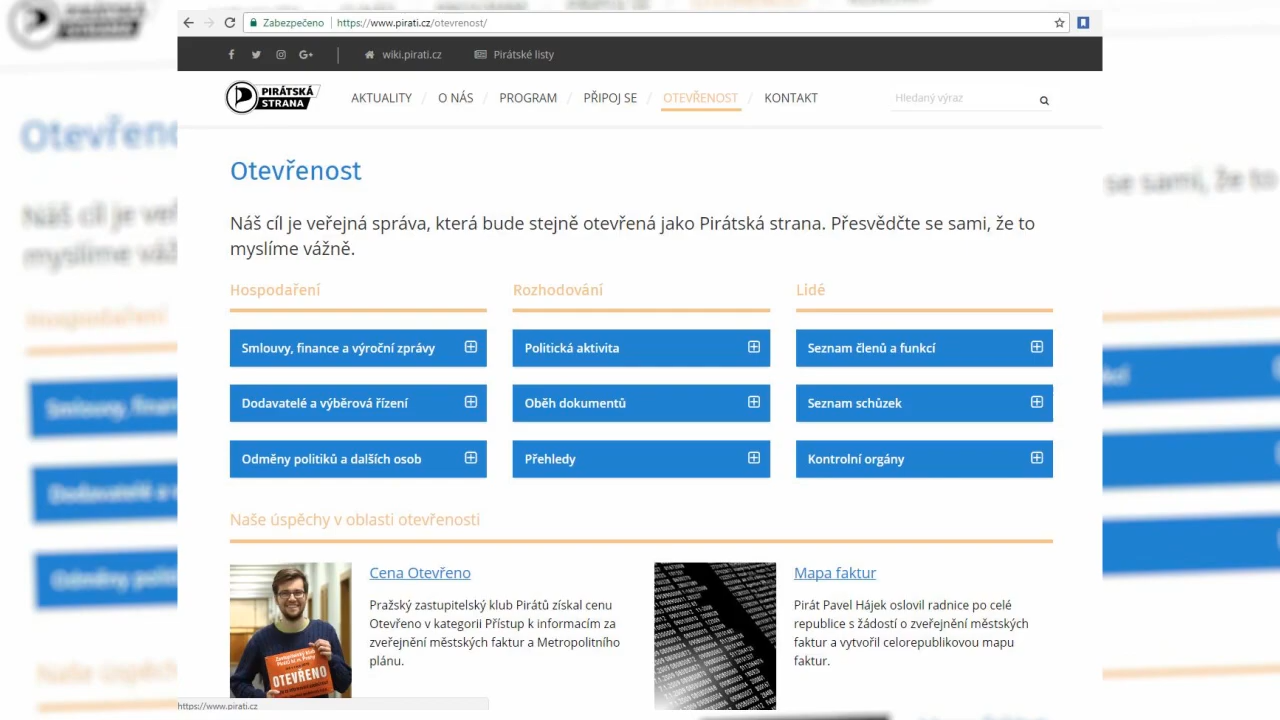 Zabezpečeno https://www.pirati.cz/otevrenost/
wiki.pirati.cz Pirátské listy
PIRÁTSKÁ
STRANA
AKTUALITY / O NÁS / PROGRAM / PŘIPOJ SE / OTEVŘENOST / KONTAKT
Hledaný výraz
Otevřenost
Náš cíl je veřejná správa, která bude stejně otevřená jako Pirátská strana. Přesvědčte se sami, že to
myslíme vážně.
Hospodaření
Rozhodování
Lidé
Smlouvy, finance a výroční zprávy
Politická aktivita
Seznam členů a funkcí
Dodavatelé a výběrová řízení
Oběh dokumentů
Seznam schůzek
Odměny politiků a dalších osob
Přehledy
Kontrolní orgány
Naše úspěchy v oblasti otevřenosti
Cena Otevřeno
Pražský zastupitelský klub Pirátů získal cenu
Otevřeno v kategorii Přístup k informacím za
zveřejnění městských faktur a Metropolitního
plánu.
OTEVŘENO
Mapa faktur
Pirát Pavel Hájek oslovil radnice po celé
republice s žádostí o zveřejnění městských
faktur a vytvořil celorepublikovou mapu
faktur.
https://www.pirati.cz